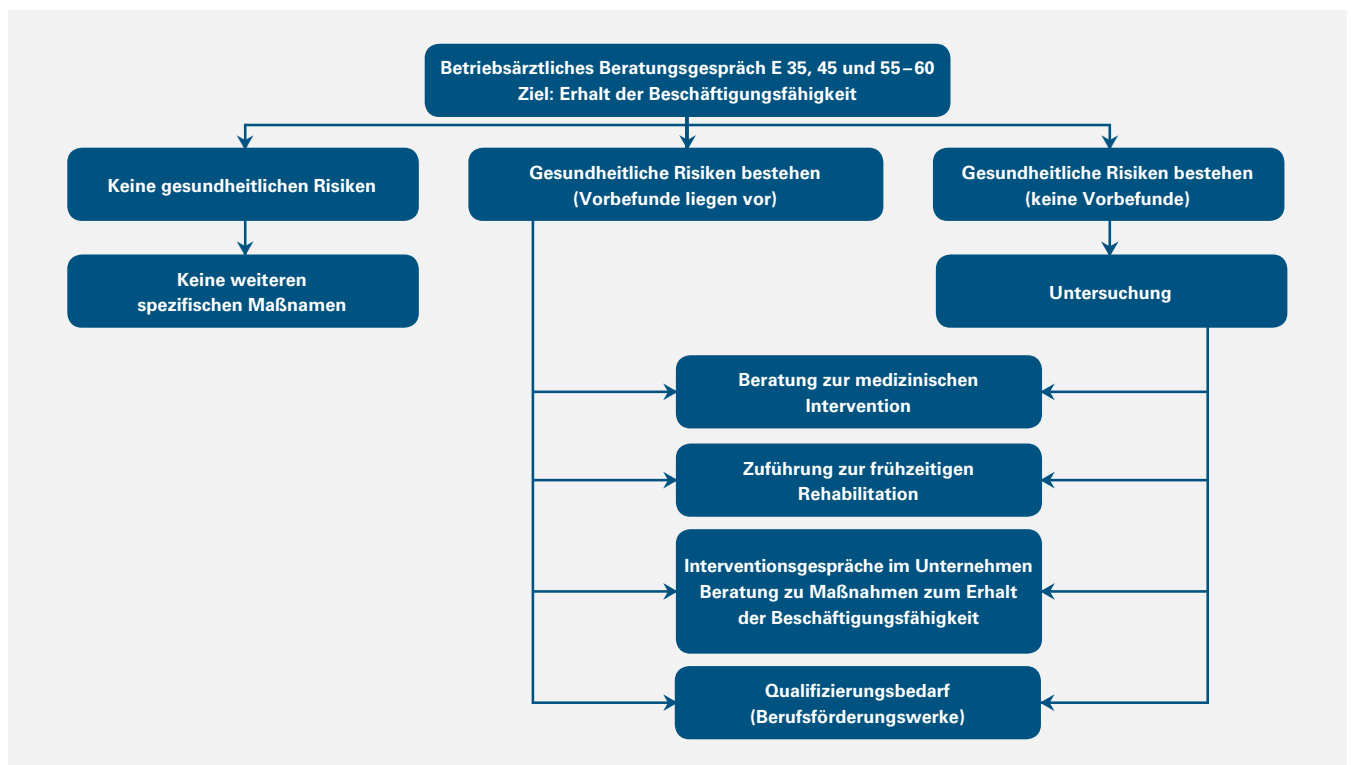 Betriebsärztliches Beratungsgespräch E 35, 45 und 55–60
Ziel: Erhalt der Beschäftigungsfähigkeit
Keine gesundheitlichen Risiken
Gesundheitliche Risiken bestehen
(Vorbefunde liegen vor)
Gesundheitliche Risiken bestehen
(keine Vorbefunde)
Keine weiteren
spezifischen Maßnamen
Untersuchung
Beratung zur medizinischen
Intervention
Zuführung zur frühzeitigen
Rehabilitation
Interventionsgespräche im Unternehmen
Beratung zu Maßnahmen zum Erhalt
der Beschäftigungsfähigkeit
Qualifizierungsbedarf
(Berufsförderungswerke)